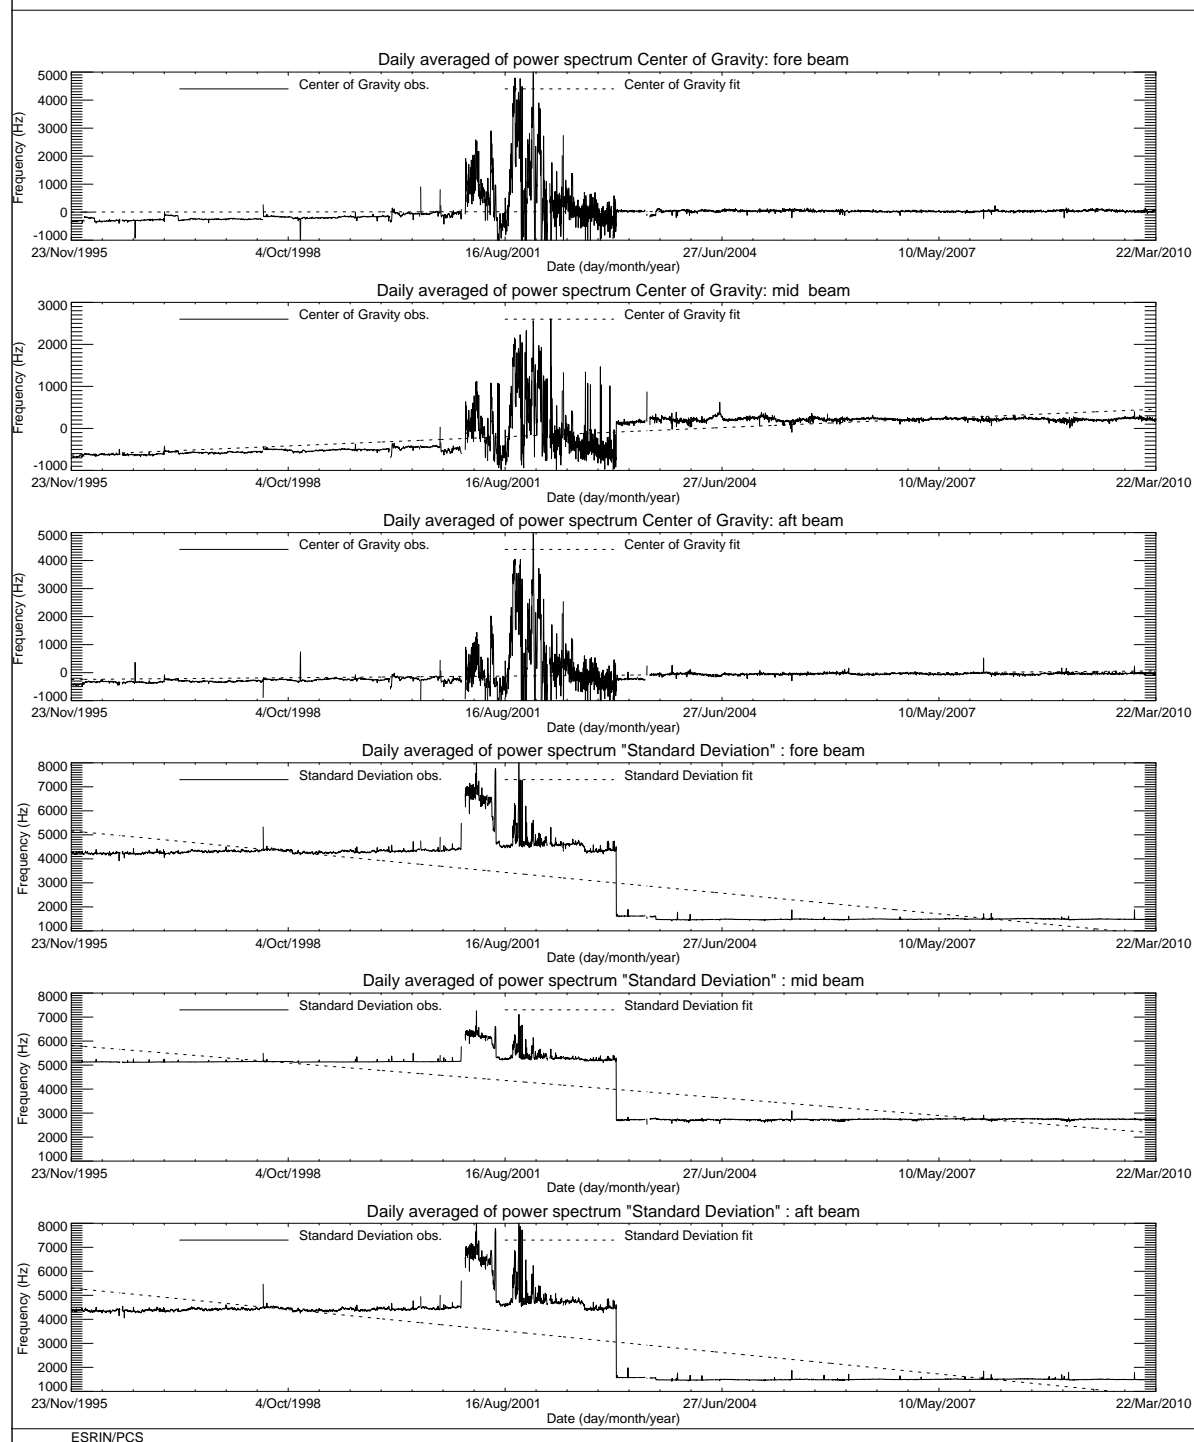 Daily averaged of power spectrum Center of Gravity: fore beam
Center of Gravity obs.
Center of Gravity fit
Frequency (Hz)
5000
4000
3000
2000
1000
0
-1000
23/Nov/1995
4/Oct/1998
16/Aug/2001
27/Jun/2004
10/May/2007
22/Mar/2010
Date (day/month/year)
Daily averaged of power spectrum Center of Gravity: mid  beam
Center of Gravity obs.
Center of Gravity fit
Frequency (Hz)
3000
2000
1000
0
-1000
23/Nov/1995
4/Oct/1998
16/Aug/2001
27/Jun/2004
10/May/2007
22/Mar/2010
Date (day/month/year)
Daily averaged of power spectrum Center of Gravity: aft beam
Center of Gravity obs.
Center of Gravity fit
Frequency (Hz)
5000
4000
3000
2000
1000
0
-1000
23/Nov/1995
4/Oct/1998
16/Aug/2001
27/Jun/2004
10/May/2007
22/Mar/2010
Date (day/month/year)
Daily averaged of power spectrum "Standard Deviation" : fore beam
Standard Deviation obs.
Standard Deviation fit
Frequency (Hz)
8000
7000
6000
5000
4000
3000
2000
1000
23/Nov/1995
4/Oct/1998
16/Aug/2001
27/Jun/2004
10/May/2007
22/Mar/2010
Date (day/month/year)
Daily averaged of power spectrum "Standard Deviation" : mid beam
Standard Deviation obs.
Standard Deviation fit
Frequency (Hz)
8000
7000
6000
5000
4000
3000
2000
1000
23/Nov/1995
4/Oct/1998
16/Aug/2001
27/Jun/2004
10/May/2007
22/Mar/2010
Date (day/month/year)
Daily averaged of power spectrum "Standard Deviation" : aft beam
Standard Deviation obs.
Standard Deviation fit
Frequency (Hz)
8000
7000
6000
5000
4000
3000
2000
1000
23/Nov/1995
4/Oct/1998
16/Aug/2001
27/Jun/2004
10/May/2007
22/Mar/2010
Date (day/month/year)
ESRIN/PCS